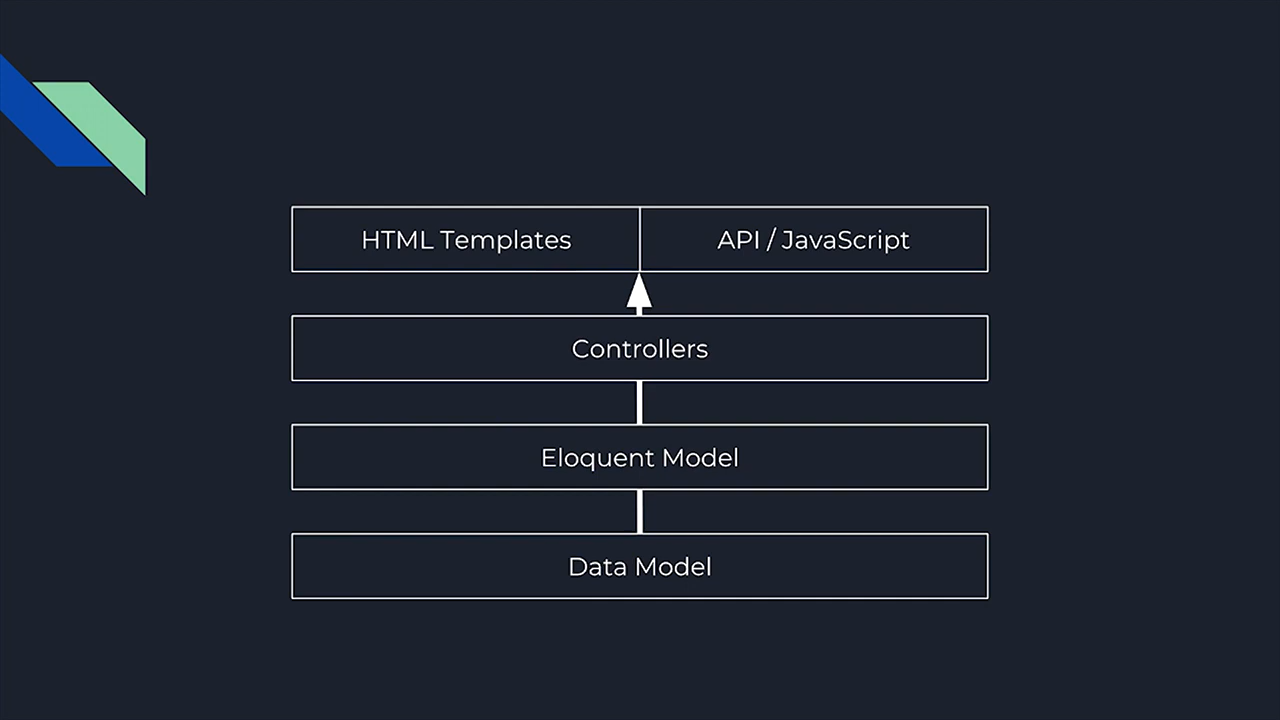 HTML Templates
API / JavaScript
Controllers
Eloquent Model
Data Model